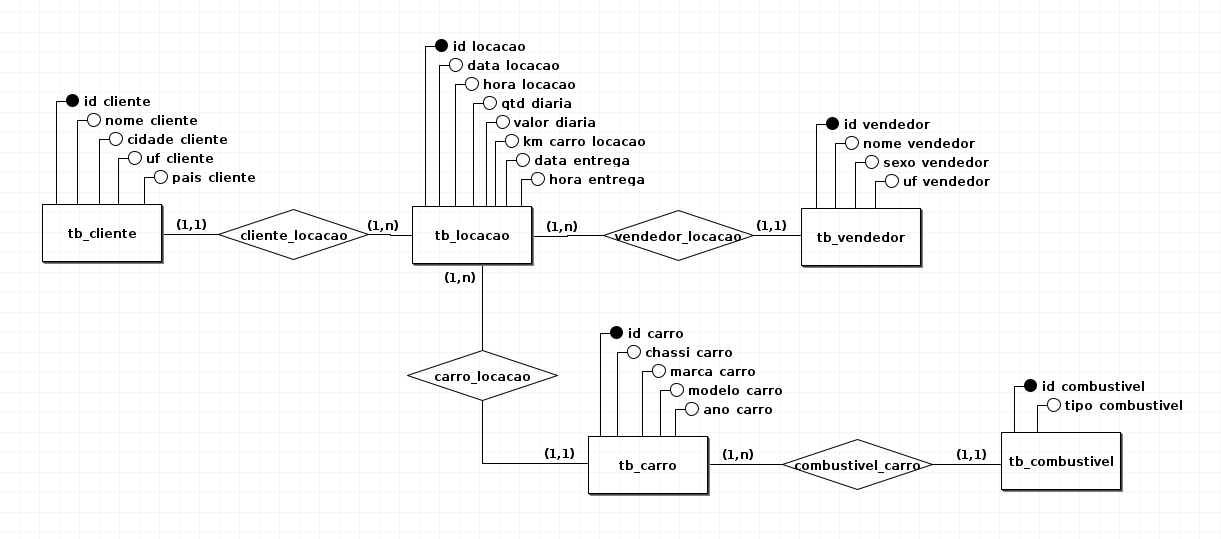 id locacao
data locacao
hora locacao
qtd diaria
valor diaria
km carro locacao
data entrega
hora entrega
id cliente
nome cliente
cidade cliente
uf cliente
pais cliente
id vendedor
nome vendedor
sexo vendedor
uf vendedor
tb_cliente
(1,1)
cliente_locacao
(1,n)
tb_locacao
(1,n)
vendedor_locacao
(1,1)
tb_vendedor
(1,n)
carro_locacao
id carro
chassi carro
marca carro
modelo carro
ano carro
id combustivel
tipo combustivel
(1,1)
tb_carro
(1,n)
combustivel_carro
(1,1)
tb_combustivel